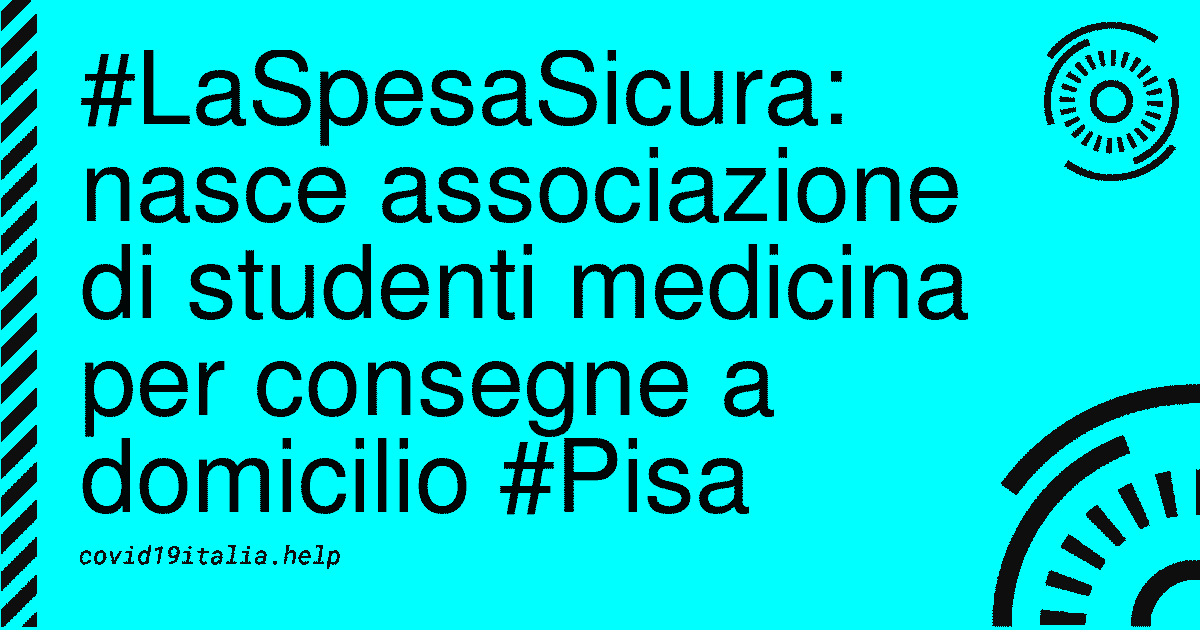 #LaSpesaSicura:
nasce associazione
di studenti medicina
per consegne a
domicilio #Pisa
covid19italia.help